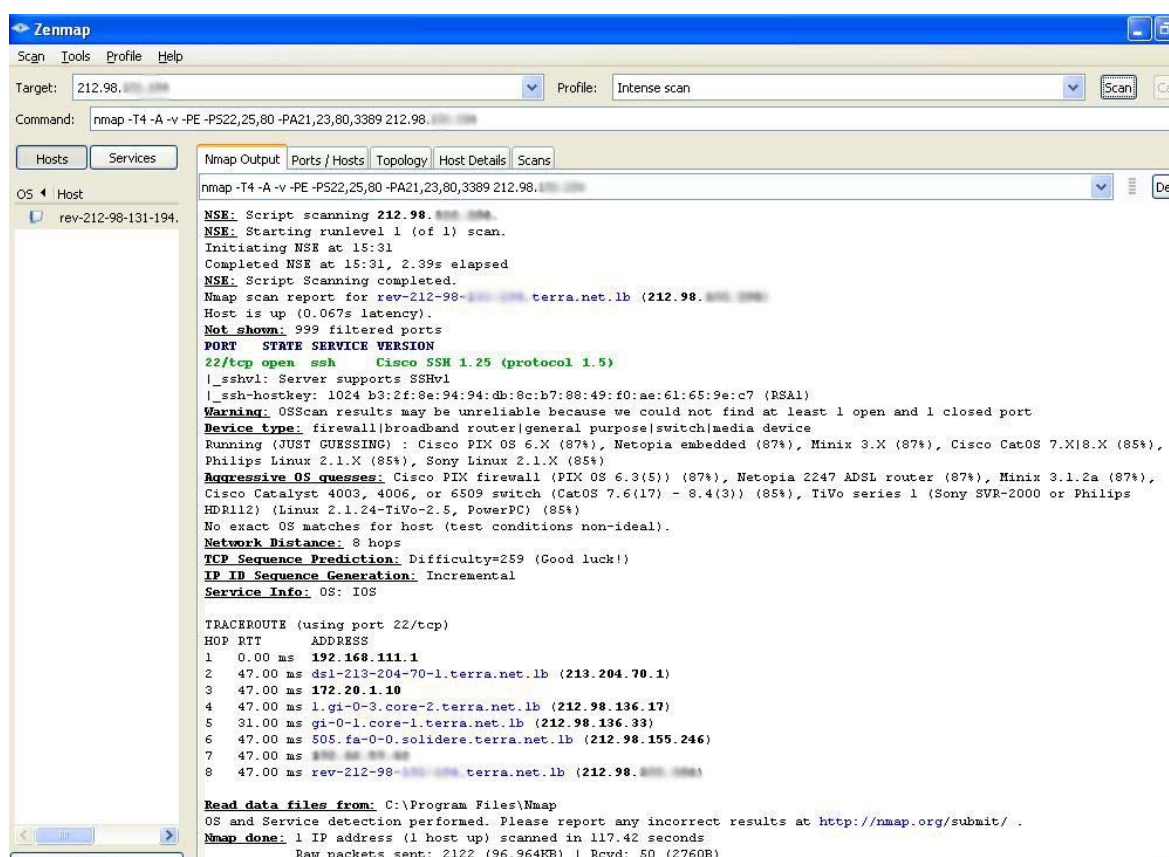 Zenmap
Scan Tools Profile Help
Target: 212.98. Profile: Intense scan Scan
Command: nmap -T4 -A -v -PE -PS22,25,80 -PA21,23,80,3389 212.98.
Hosts Services
Nmap Output Ports / Hosts Topology Host Details Scans
OS Host
nmap -T4 -A -v -PE -PS22,25,80 -PA21,23,80,3389 212.98.
rev-212-98-131-194.
NSE: Script scanning 212.98.
NSE: Starting runlevel 1 (of 1) scan.
Initiating NSE at 15:31
Completed NSE at 15:31, 2.39s elapsed
NSE: Script Scanning completed.
Nmap scan report for rev-212-98- .terra.net.lb (212.98.
Host is up (0.067s latency).
Not shown: 999 filtered ports
PORT STATE SERVICE VERSION
22/tcp open ssh Cisco SSH 1.25 (protocol 1.5)
|_sshv1: Server supports SSHv1
|_ssh-hostkey: 1024 b3:2f:8e:94:94:db:8c:b7:88:49:f0:ae:61:65:9e:c7 (RSA1)
Warning: OSScan results may be unreliable because we could not find at least 1 open and 1 closed port
Device type: firewall|broadband router|general purpose|switch|media device
Running (JUST GUESSING) : Cisco PIX OS 6.X (87%), Netopia embedded (87%), Minix 3.X (87%), Cisco CatOS 7.X|8.X (85%),
Philips Linux 2.1.X (85%), Sony Linux 2.1.X (85%)
Aggressive OS guesses: Cisco PIX firewall (PIX OS 6.3(5)) (87%), Netopia 2247 ADSL router (87%), Minix 3.1.2a (87%),
Cisco Catalyst 4003, 4006, or 6509 switch (CatOS 7.6(17) - 8.4(3)) (85%), TiVo series 1 (Sony SVR-2000 or Philips
HDR112) (Linux 2.1.24-TiVo-2.5, PowerPC) (85%)
No exact OS matches for host (test conditions non-ideal).
Network Distance: 8 hops
TCP Sequence Prediction: Difficulty=259 (Good luck!)
IP ID Sequence Generation: Incremental
Service Info: OS: IOS
TRACEROUTE (using port 22/tcp)
HOP RTT ADDRESS
1 0.00 ms 192.168.111.1
2 47.00 ms dsl-213-204-70-1.terra.net.lb (213.204.70.1)
3 47.00 ms 172.20.1.10
4 47.00 ms 1.gi-0-3.core-2.terra.net.lb (212.98.136.17)
5 31.00 ms gi-0-1.core-1.terra.net.lb (212.98.136.33)
6 47.00 ms 505.fa-0-0.solidere.terra.net.lb (212.98.155.246)
7 47.00 ms
8 47.00 ms rev-212-98- .terra.net.lb (212.98.
Read data files from: C:\Program Files\Nmap
OS and Service detection performed. Please report any incorrect results at http://nmap.org/submit/ .
Nmap done: 1 IP address (1 host up) scanned in 117.42 seconds
Raw packets sent: 2122 (96.964KB) | Rcvd: 50 (2760B)